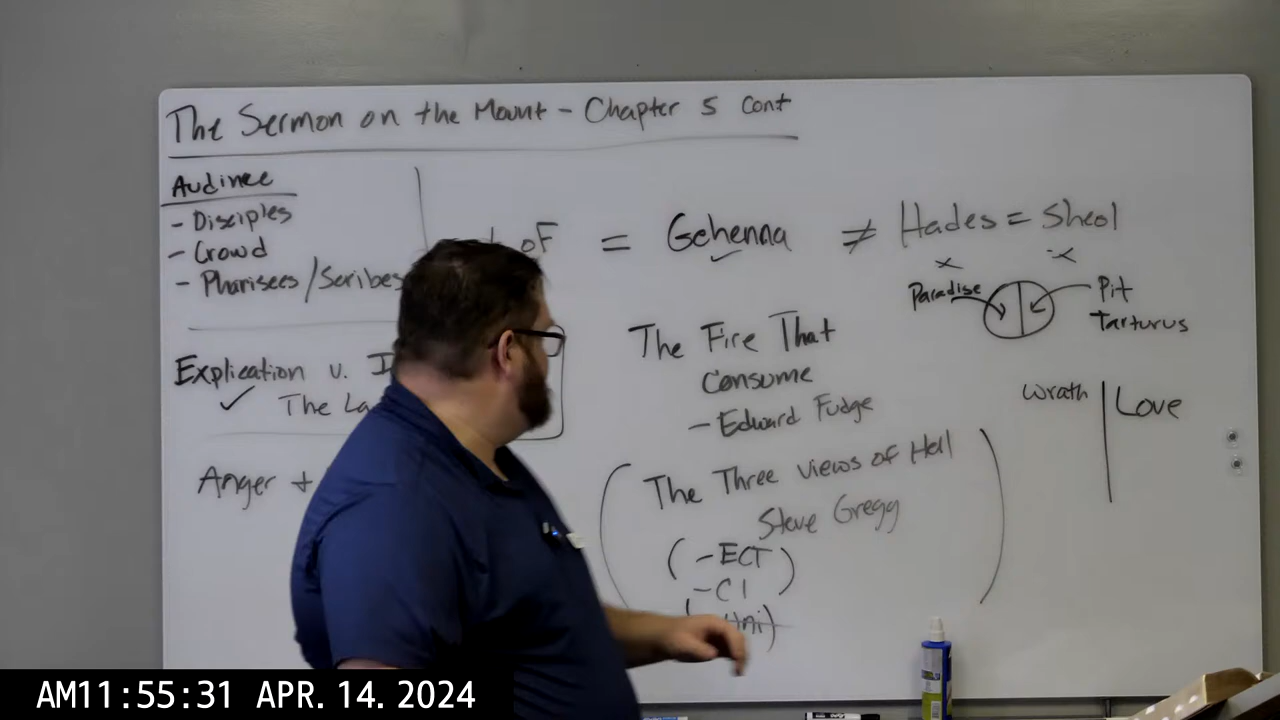 The Sermon on the Mount - Chapter 5 Cont
Audinee
- Disciples
- Crowd
- Pharisees/Scribes
Explication v.
✓ The
Anger +
oF = Gehenna ≠ Hades = Sheol
✓ x x
Paradise
Pit
Tarturus
The Fire That
Consume
- Edward Fudge
Wrath | Love
(The Three Views of Hell
Steve Gregg)
(- ECT)
- CI
Uni)
AM11:55:31 APR. 14. 2024